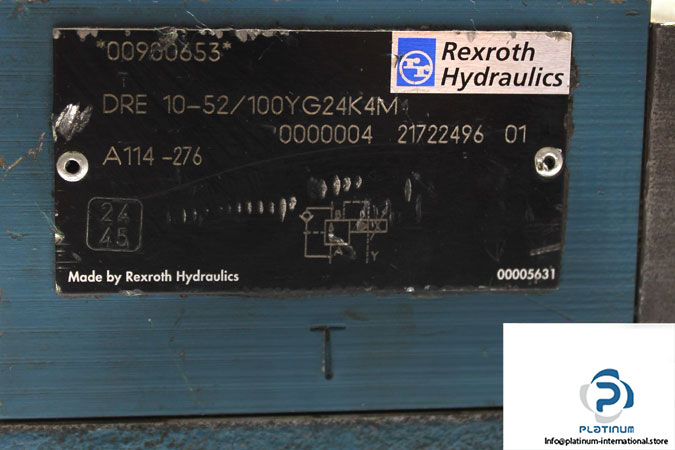 *00900653*
Rexroth
Hydraulics
DRE 10-52/100YG24K4M
0000004 21722496 01
A114-276
24
45
B
A
Y
Made by Rexroth Hydraulics
00005631
T
PLATINUM
Info@platinum-international.store